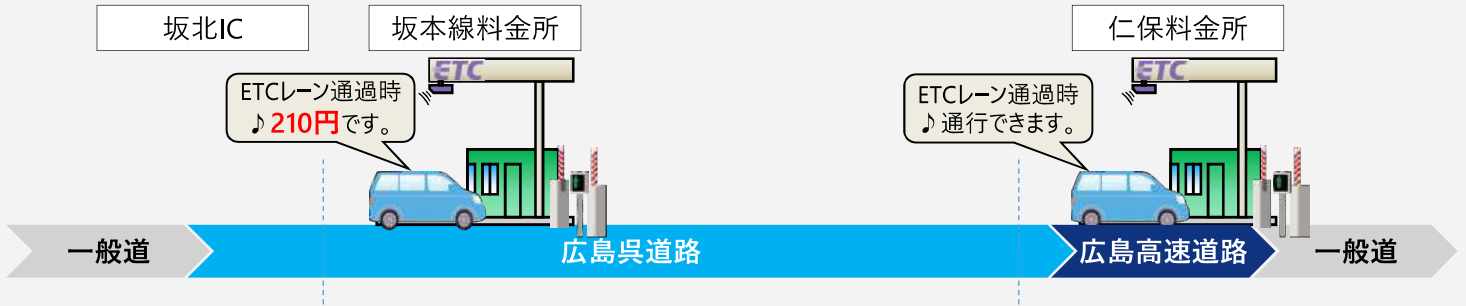 坂北IC
坂本線料金所
仁保料金所
ETC
ETC
ETCレーン通過時
♪210円です。
ETCレーン通過時
♪通行できます。
一般道
広島呉道路
広島高速道路
一般道